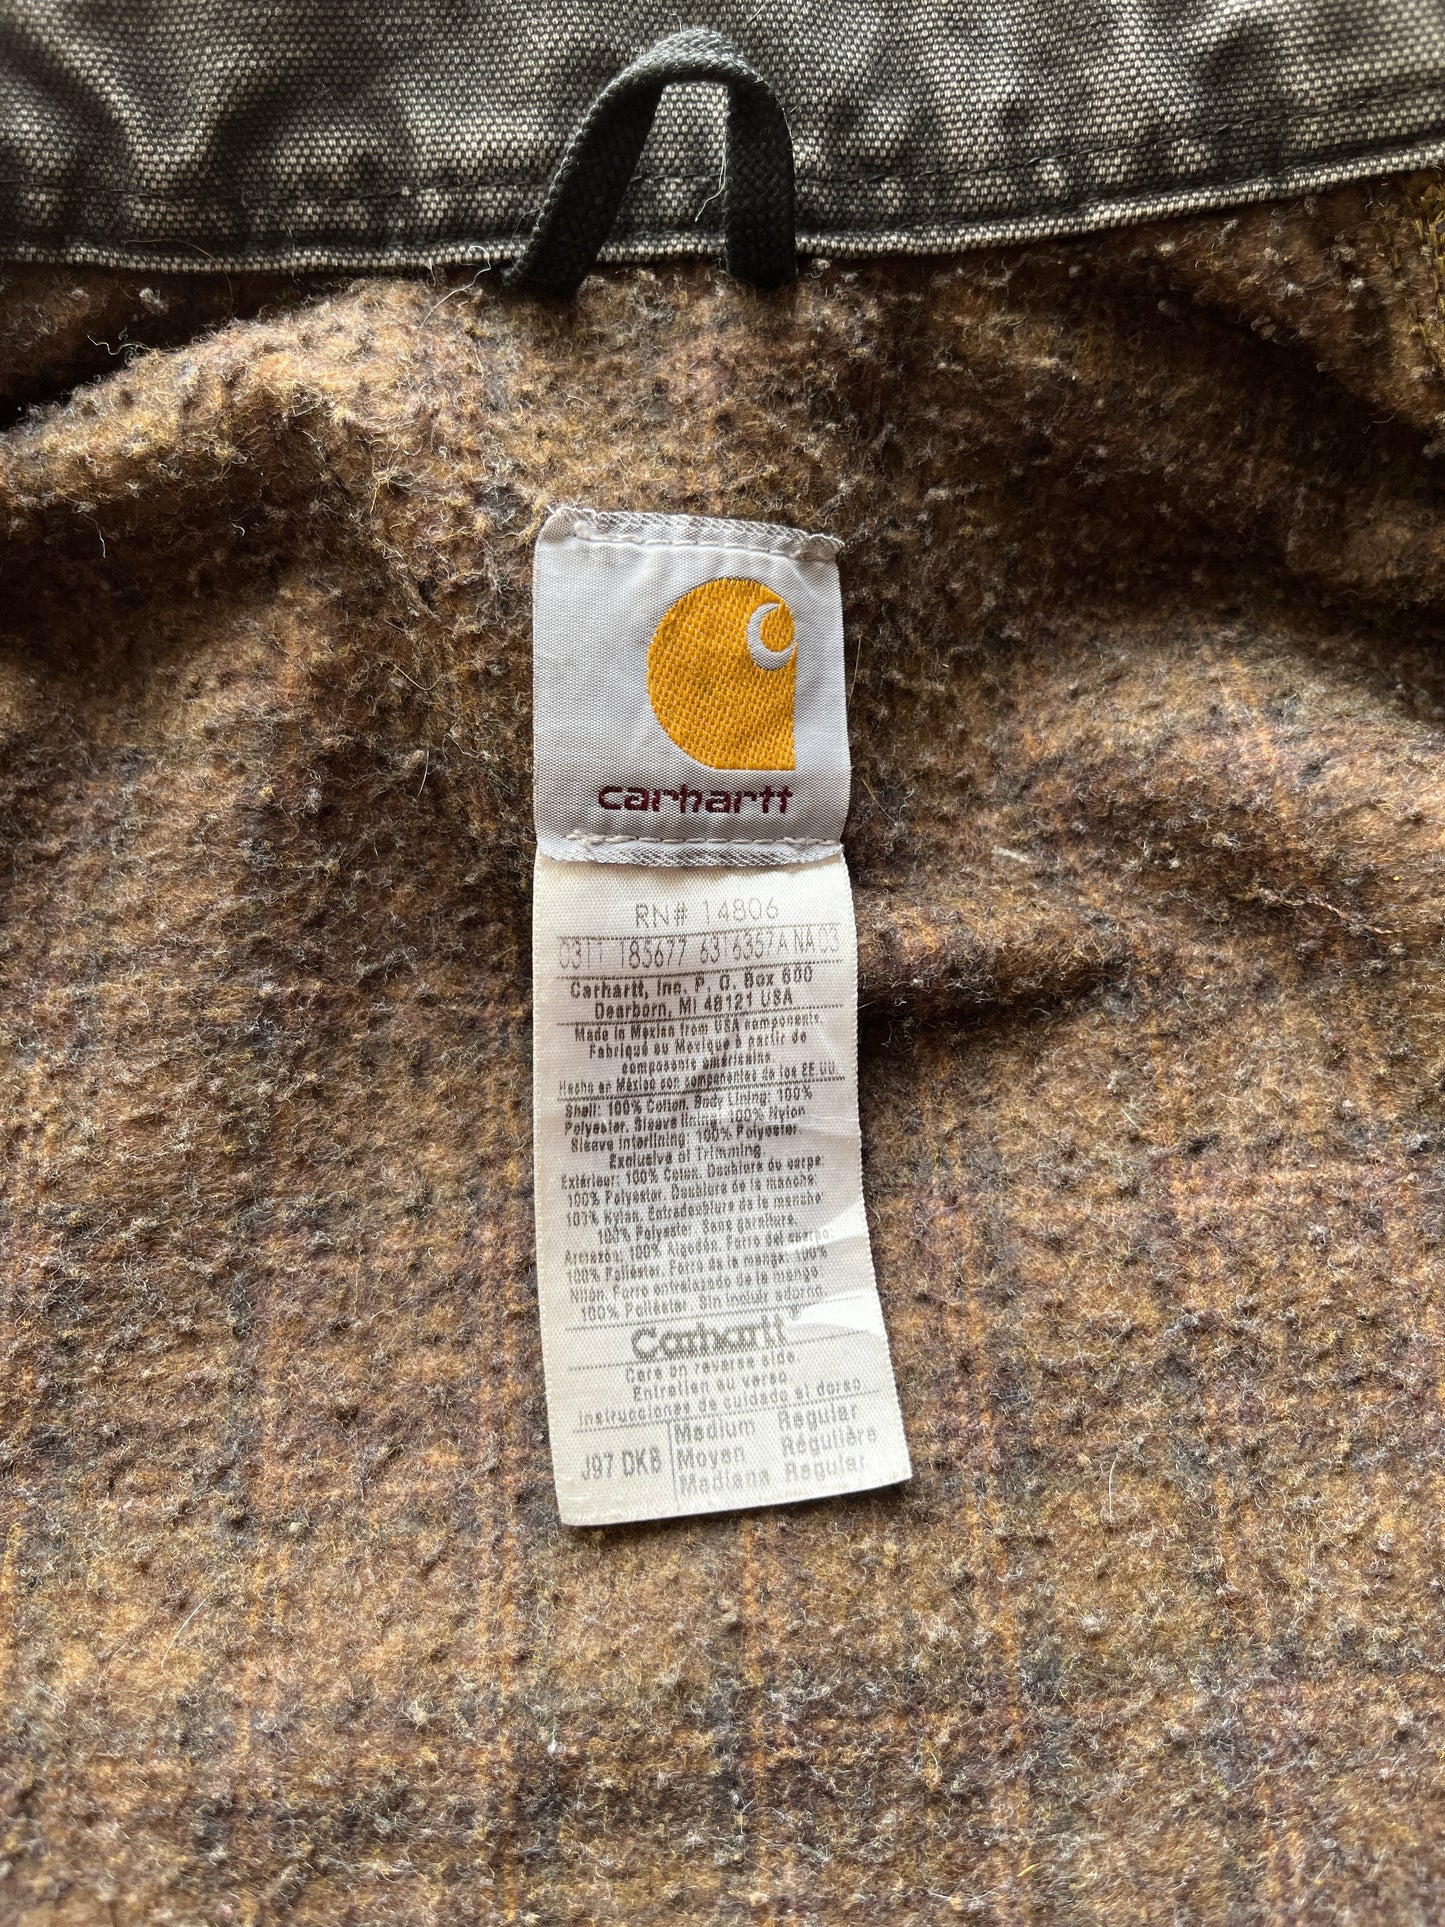 carhartt
RN# 14806
0311 185677 6316357A NA 03
Carhartt, Inc. P. O. Box 600
Dearborn, MI 48121 USA
Made in Mexico from USA components
Fabriqué au Mexique à partir de
composants américains.
Hecho en México con componentes de los EE.UU.
Shell: 100% Cotton. Body Lining: 100%
Polyester. Sleeve lining: 100% Nylon
Sleeve interlining: 100% Polyester.
Exclusive of Trimming
Extérieur: 100% Coton. Doublure du corps:
100% Polyester. Doublure de la manche:
100% Nylon. Entredoublure de la manche:
100% Polyester. Sans garniture.
Armazón: 100% Algodón. Forro del cuerpo:
100% Poliéster. Forro de la manga: 100%
Nilón. Forro entrelazado de la manga
100% Poliéster. Sin incluir adorno.
Carhartt®
Care on reverse side.
Entretien au verso
Instrucciones de cuidado al dorso
J97 DKB
Medium Regular
Moyen Régulière
Mediana Regular